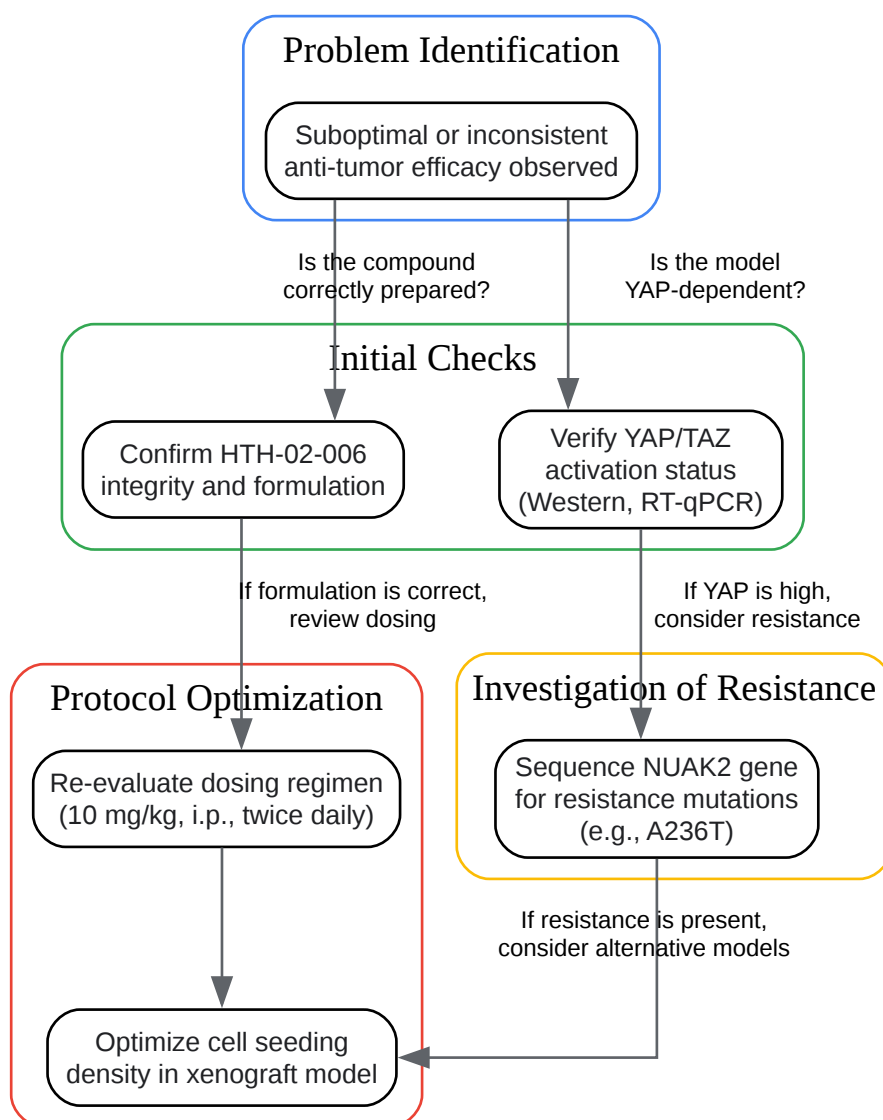 Problem Identification
Suboptimal or inconsistent
anti-tumor efficacy observed
Is the compound
correctly prepared?
Is the model
YAP-dependent?
Initial Checks
Confirm HTH-02-006
integrity and formulation
Verify YAP/TAZ
activation status
(Western, RT-qPCR)
If formulation is correct,
review dosing
If YAP is high,
consider resistance
Protocol Optimization
Investigation of Resistance
Re-evaluate dosing regimen
(10 mg/kg, i.p., twice daily)
Sequence NUAK2 gene
for resistance mutations
(e.g., A236T)
If resistance is present,
consider alternative models
Optimize cell seeding
density in xenograft model